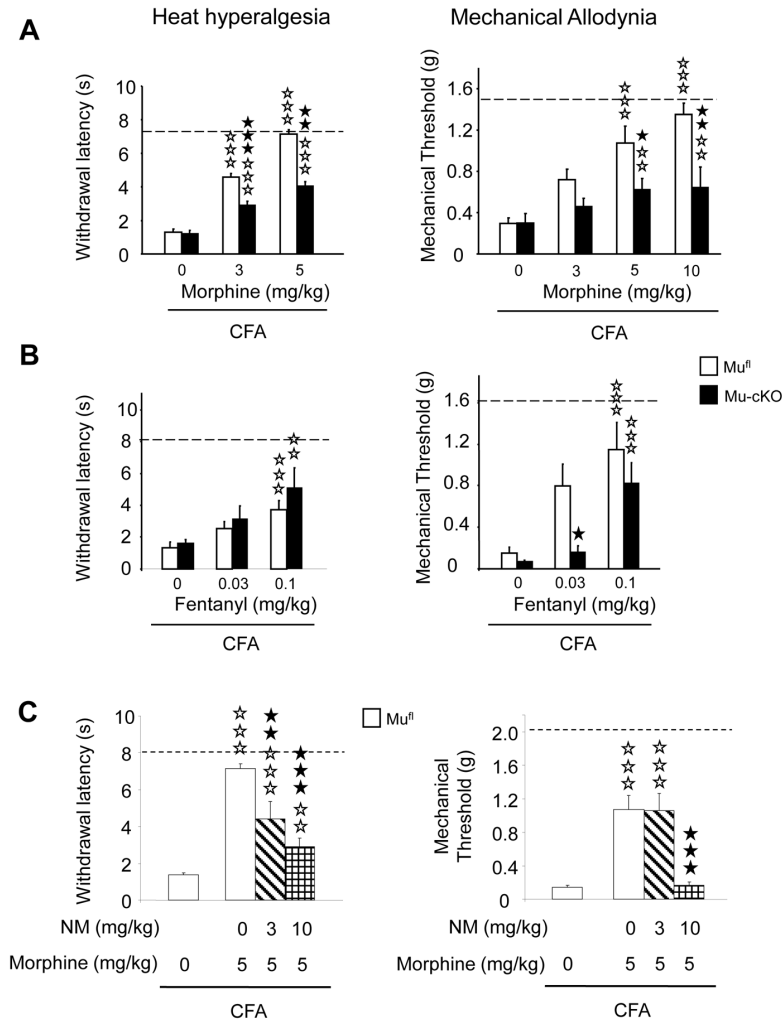 Heat hyperalgesia
Mechanical Allodynia
A
Withdrawal latency (s)
10
8
6
4
2
0
0 3 5
Morphine (mg/kg)
CFA
Mechanical Threshold (g)
1.6
1.2
0.8
0.4
0
0 3 5 10
Morphine (mg/kg)
CFA
B
Withdrawal latency (s)
10
8
6
4
2
0
0 0.03 0.1
Fentanyl (mg/kg)
CFA
Mechanical Threshold (g)
1.6
1.2
0.8
0.4
0
0 0.03 0.1
Fentanyl (mg/kg)
CFA
Mufl
Mu-cKO
C
Withdrawal latency (s)
10
8
6
4
2
0
Mufl
NM (mg/kg) 0 3 10
Morphine (mg/kg) 0 5 5 5
CFA
Mechanical
Threshold (g)
2.0
1.6
1.2
0.8
0.4
0
NM (mg/kg) 0 3 10
Morphine (mg/kg) 0 5 5 5
CFA